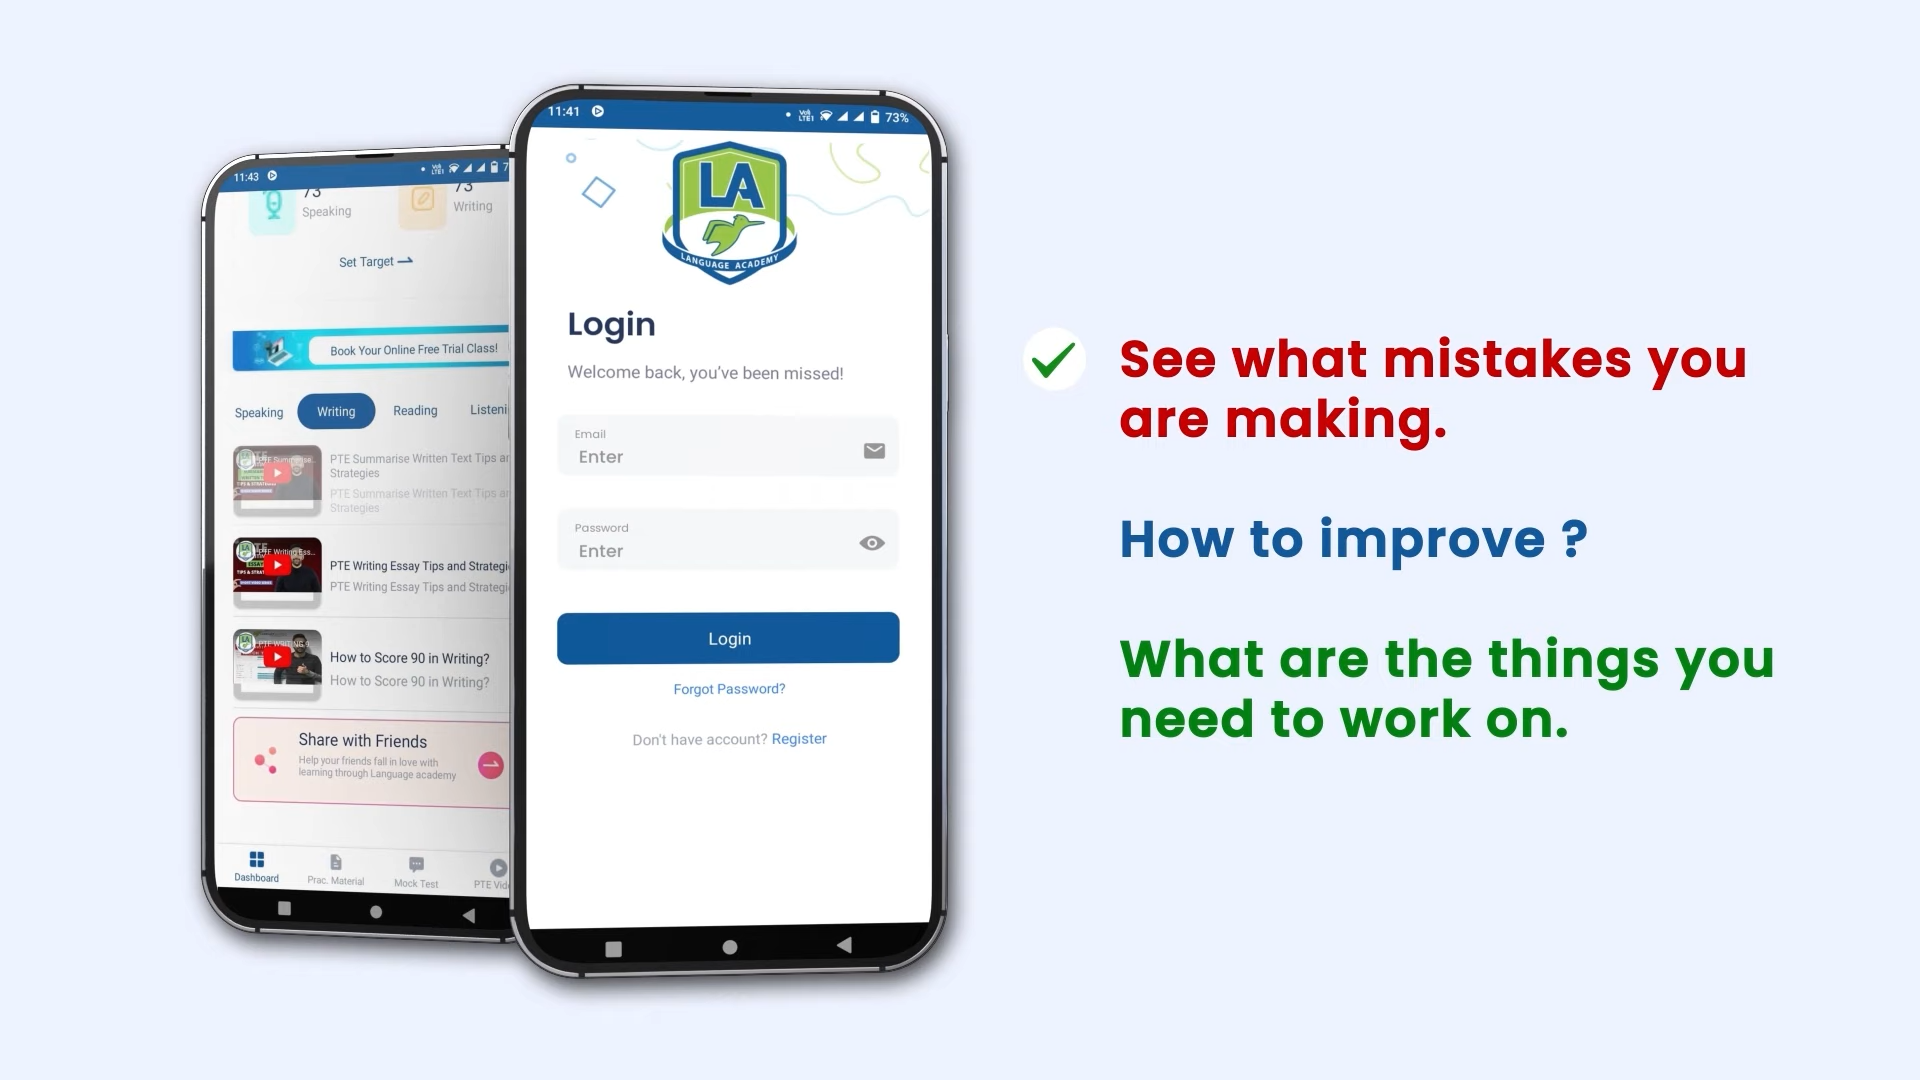 11:43
73
73
Speaking
Writing
Set Target
Book Your Online Free Trial Class!
Speaking
Writing
Reading
PTE Summarise Written Text Tips
Strategies
PTE Summarise Written Text Tips
Strategies
PTE Writing Essay Tips and
PTE Writing Essay Tips and
How to Score 90 in Writing?
How to Score 90 in Writing?
Share with Friends
Help your friends fall in love with
learning through Language academy
Dashboard
Prac. Material
Mock Test
PTE
11:41
73%
LA
LANGUAGE ACADEMY
Login
Welcome back, you've been missed!
Email
Enter
Password
Enter
Login
Forgot Password?
Don't have account? Register
See what mistakes you
are making.
How to improve ?
What are the things you
need to work on.